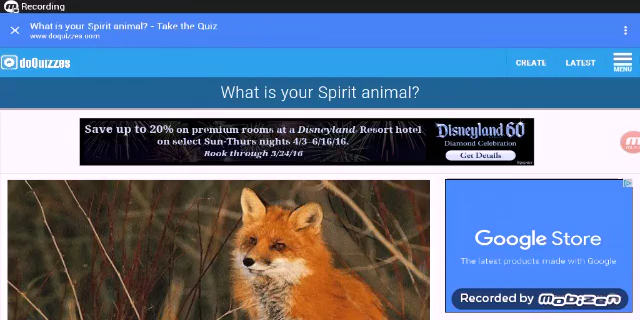 Recording
What is your Spirit animal? - Take the Quiz
www.doquizzes.com
doQuizzes
CREATE
LATEST
MENU
What is your Spirit animal?
Save up to 20% on premium rooms at a Disneyland Resort hotel
on select Sun-Thurs nights 4/3–6/16/16.
Book through 3/24/16
Disneyland 60
Diamond Celebration
Get Details
Google Store
The latest products made with Google
Recorded by mobizen